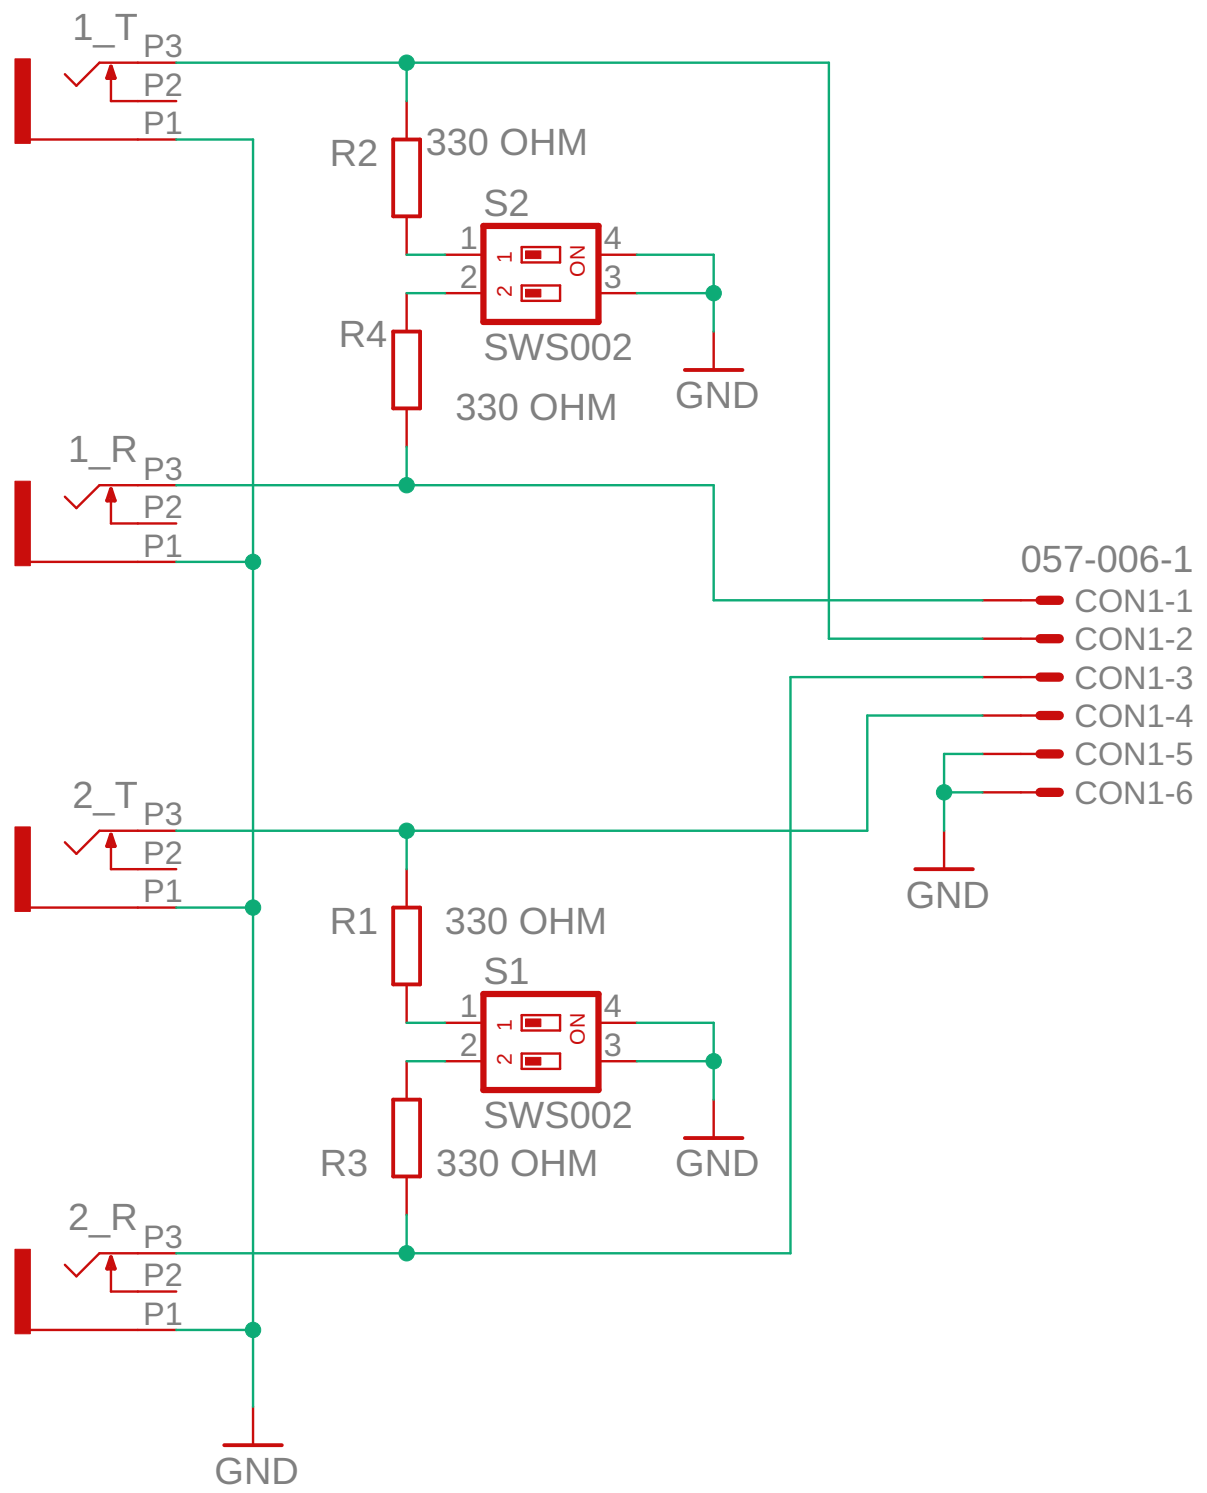 1_T
P3
P2
P1
R2 330 OHM
S2
1 1 ON 4
2 2 3
R4 SWS002
GND
330 OHM
1_R
P3
P2
P1
057-006-1
CON1-1
CON1-2
CON1-3
CON1-4
CON1-5
CON1-6
GND
2_T
P3
P2
P1
R1 330 OHM
S1
1 1 ON 4
2 2 3
SWS002
R3 330 OHM GND
2_R
P3
P2
P1
GND